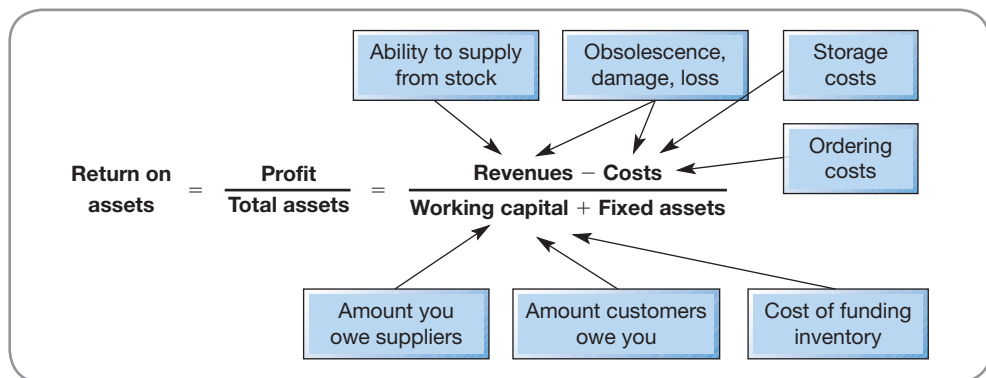 Ability to supply
from stock
Obsolescence,
damage, loss
Storage
costs
Ordering
costs
Return on
assets
=
Profit
Total assets
=
Revenues − Costs
Working capital + Fixed assets
Amount you
owe suppliers
Amount customers
owe you
Cost of funding
inventory